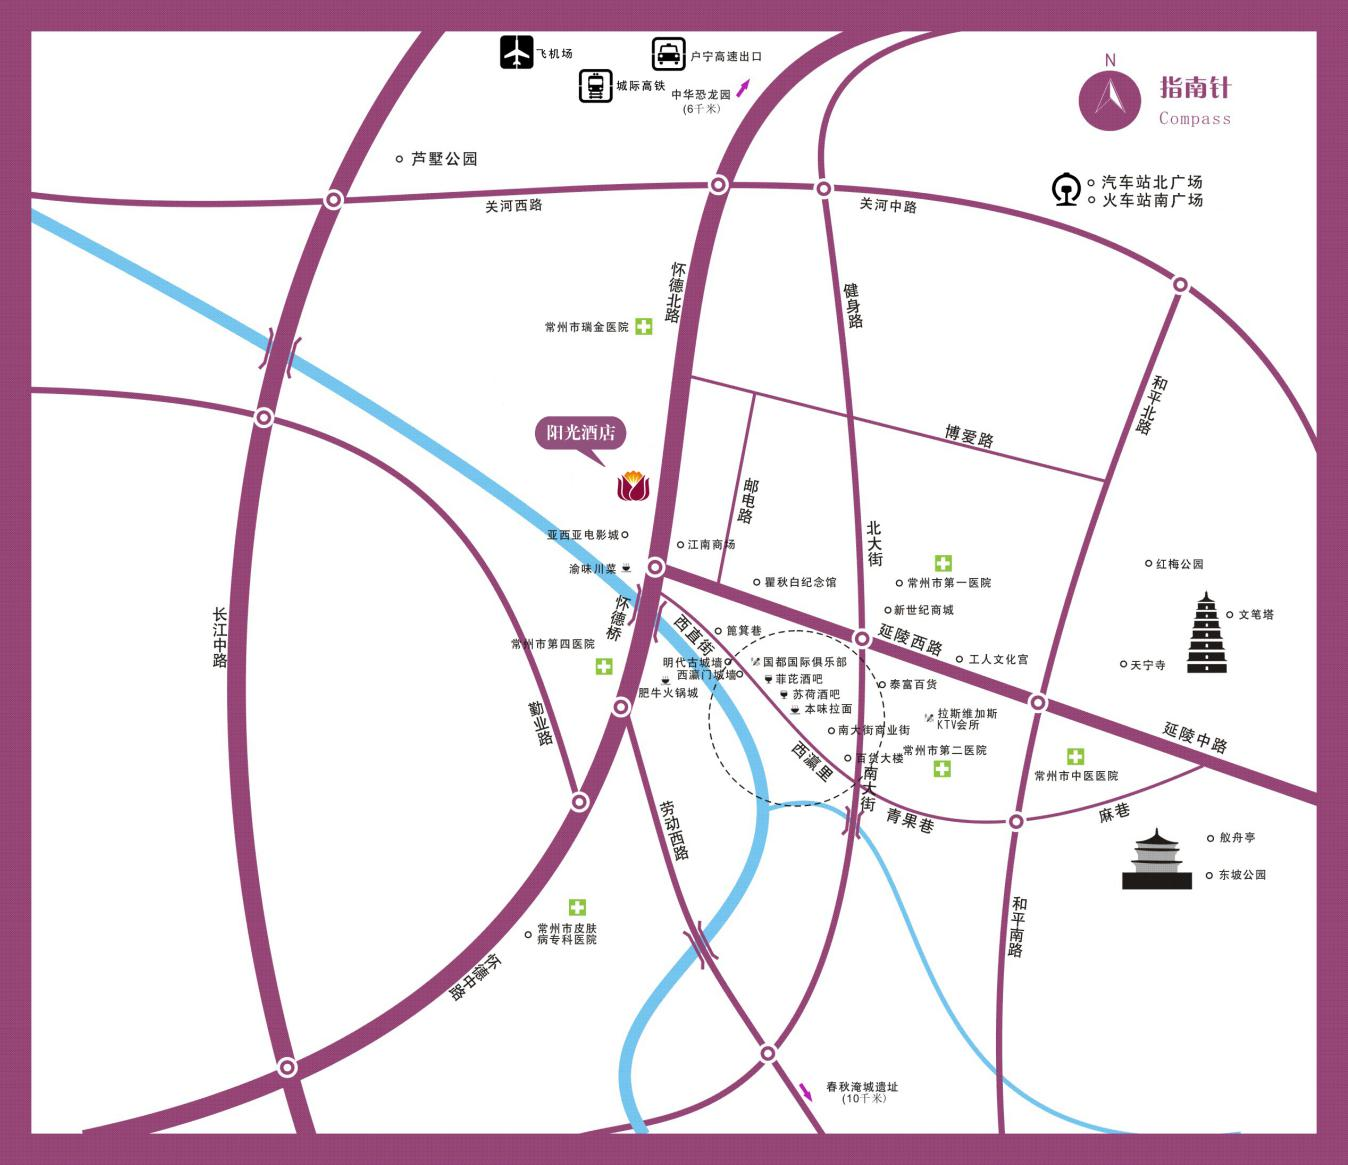 飞机场
户宁高速出口
城际高铁
中华恐龙园
(6千米)
N
指南针
Compass
芦墅公园
汽车站北广场
火车站南广场
关河西路
关河中路
怀德北路
健身路
常州市瑞金医院
和平北路
博爱路
阳光酒店
邮电路
北大街
亚西亚电影城
江南商场
渝味川菜
瞿秋白纪念馆
常州市第一医院
红梅公园
新世纪商城
文笔塔
怀德桥
西直街
篦箕巷
延陵西路
长江中路
常州市第四医院
明代古城墙
国都国际俱乐部
工人文化宫
天宁寺
西瀛门城墙
菲芘酒吧
泰富百货
肥牛火锅城
苏荷酒吧
本味拉面
拉斯维加斯
KTV会所
勤业路
南大街商业街
延陵中路
西瀛里
百货大楼
常州市第二医院
南大街
常州市中医医院
劳动西路
青果巷
麻巷
舣舟亭
东坡公园
常州市皮肤
病专科医院
怀德中路
和平南路
春秋淹城遗址
(10千米)